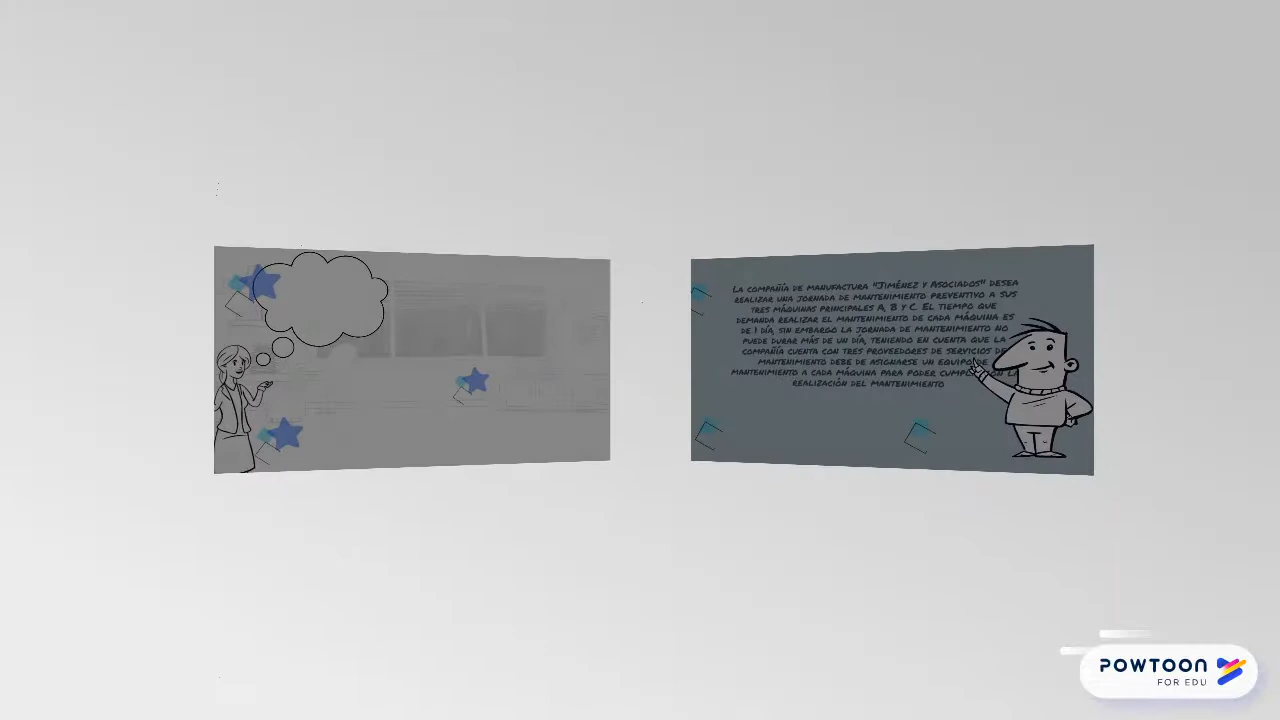 La compañía de manufactura "Jiménez y Asociados" desea
realizar una jornada de mantenimiento preventivo a sus
tres máquinas principales A, B y C. El tiempo que
demanda realizar el mantenimiento de cada máquina es
de 1 día, sin embargo la jornada de mantenimiento no
puede durar más de un día, teniendo en cuenta que la
compañía cuenta con tres proveedores de servicios de
mantenimiento debe de asignarse un equipo de
mantenimiento a cada máquina para poder con la
realización del mantenimiento
POWTOON
FOR EDU